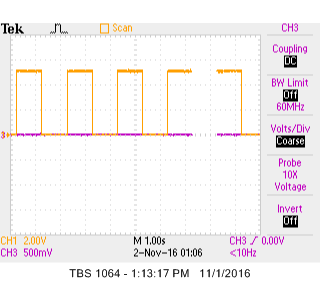 Tek Scan CH3
Coupling
DC
BW Limit
Off
60MHz
Volts/Div
Coarse
Probe
10X
Voltage
Invert
Off
3
CH1 2.00V M 1.00s CH3 0.00V
CH3 500mV 2-Nov-16 01:06 <10Hz
TBS 1064 - 1:13:17 PM 11/1/2016